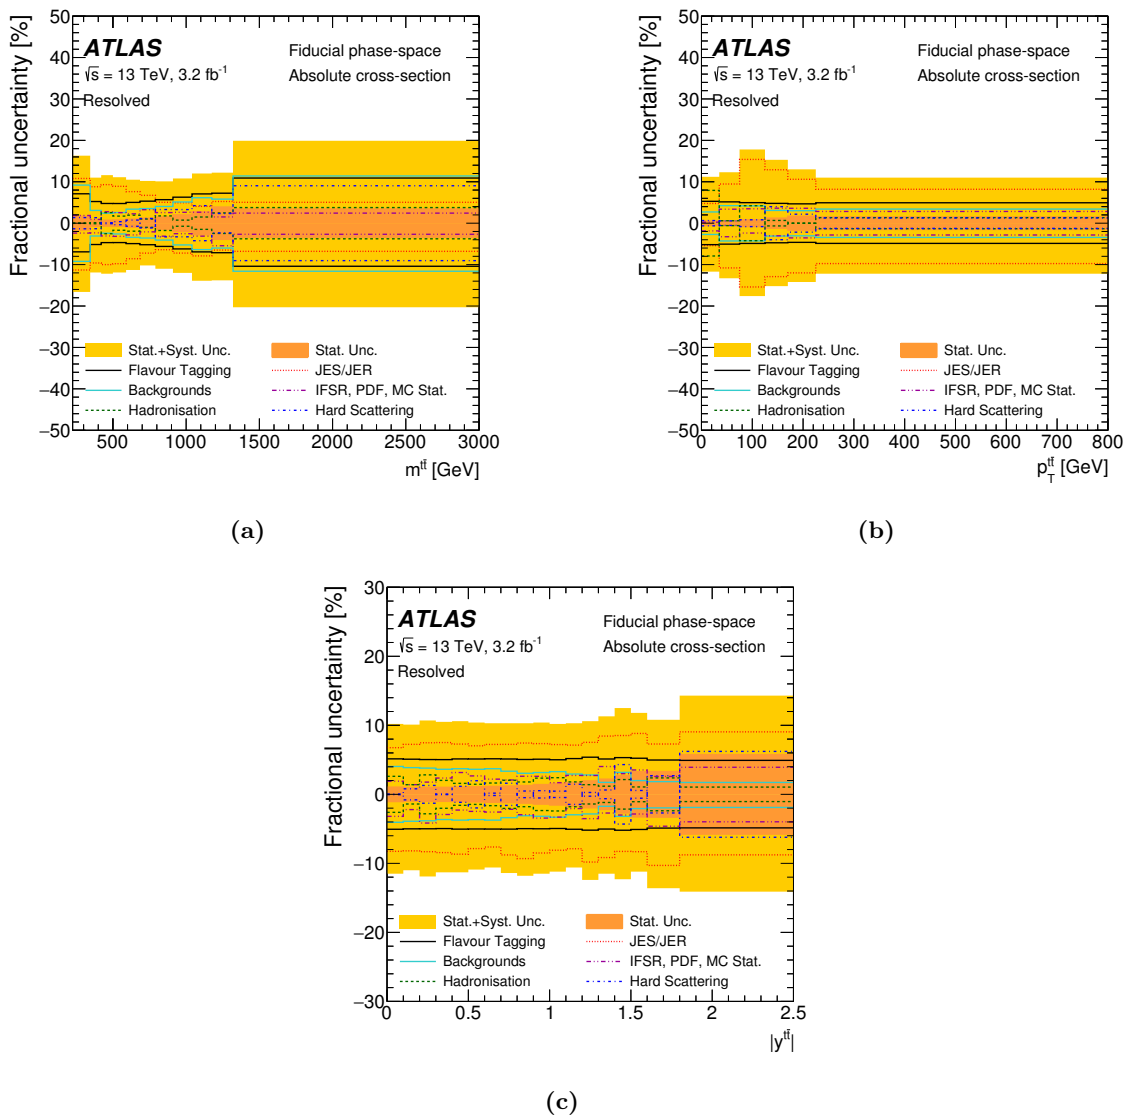 Fractional uncertainty [%]
50
40
30
20
10
0
−10
−20
−30
−40
−50
ATLAS
Fiducial phase-space
√s = 13 TeV, 3.2 fb⁻¹
Absolute cross-section
Resolved
Stat.+Syst. Unc.
Stat. Unc.
Flavour Tagging
JES/JER
Backgrounds
IFSR, PDF, MC Stat.
Hadronisation
Hard Scattering
500 1000 1500 2000 2500 3000
m^{tt̄} [GeV]
(a)
Fractional uncertainty [%]
50
40
30
20
10
0
−10
−20
−30
−40
−50
ATLAS
Fiducial phase-space
√s = 13 TeV, 3.2 fb⁻¹
Absolute cross-section
Resolved
Stat.+Syst. Unc.
Stat. Unc.
Flavour Tagging
JES/JER
Backgrounds
IFSR, PDF, MC Stat.
Hadronisation
Hard Scattering
0 100 200 300 400 500 600 700 800
p_T^{tt̄} [GeV]
(b)
Fractional uncertainty [%]
30
20
10
0
−10
−20
−30
ATLAS
Fiducial phase-space
√s = 13 TeV, 3.2 fb⁻¹
Absolute cross-section
Resolved
Stat.+Syst. Unc.
Stat. Unc.
Flavour Tagging
JES/JER
Backgrounds
IFSR, PDF, MC Stat.
Hadronisation
Hard Scattering
0 0.5 1 1.5 2 2.5
|y^{tt̄}|
(c)